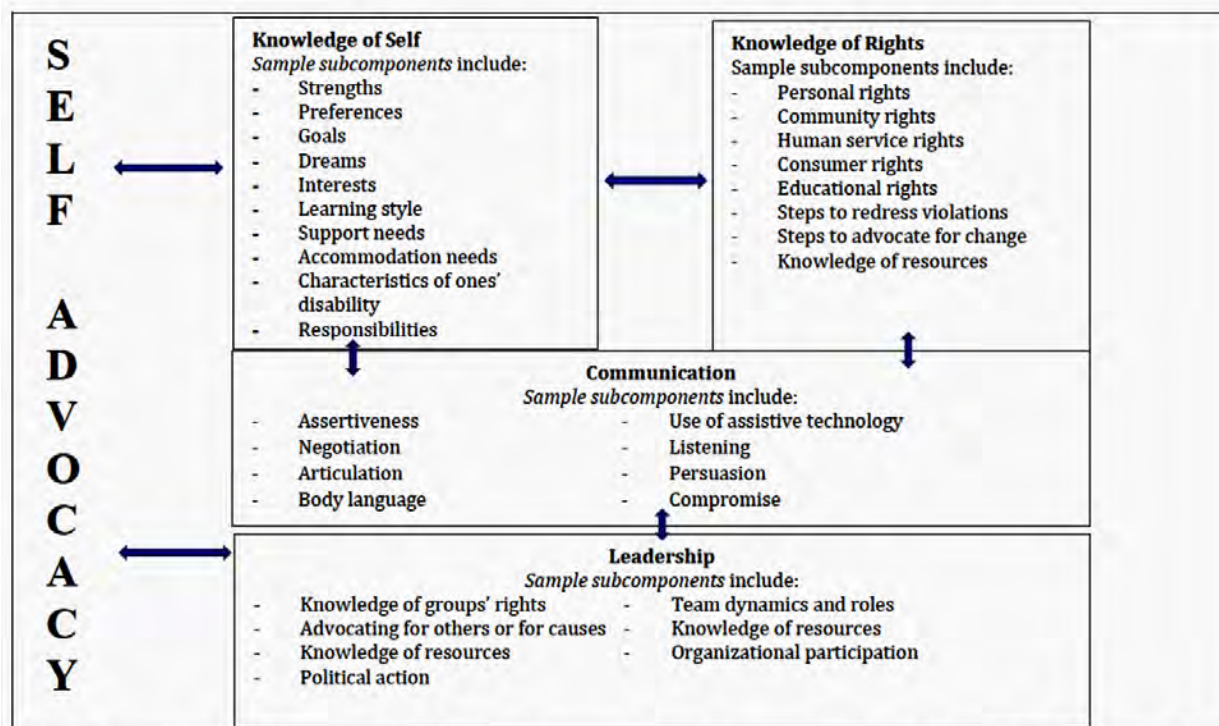 S
E
L
F
A
D
V
O
C
A
C
Y
Knowledge of Self
Sample subcomponents include:
- Strengths
- Preferences
- Goals
- Dreams
- Interests
- Learning style
- Support needs
- Accommodation needs
- Characteristics of ones'
disability
- Responsibilities
Knowledge of Rights
Sample subcomponents include:
- Personal rights
- Community rights
- Human service rights
- Consumer rights
- Educational rights
- Steps to redress violations
- Steps to advocate for change
- Knowledge of resources
Communication
Sample subcomponents include:
- Assertiveness
- Negotiation
- Articulation
- Body language
- Use of assistive technology
- Listening
- Persuasion
- Compromise
Leadership
Sample subcomponents include:
- Knowledge of groups' rights
- Advocating for others or for causes
- Knowledge of resources
- Political action
- Team dynamics and roles
- Knowledge of resources
- Organizational participation